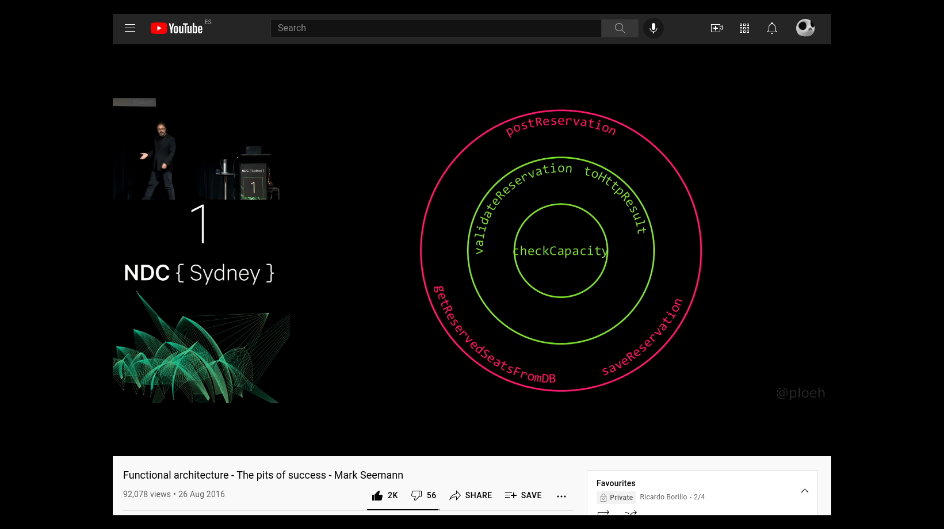 YouTube ES
Search
postReservation
validateReservation toHttpResult
checkCapacity
getReservedSeatsFromDB
saveReservation
1
1
NDC { Sydney }
@ploeh
Functional architecture - The pits of success - Mark Seemann
92,078 views • 26 Aug 2016
2K 56 SHARE SAVE
Favourites
Private Ricardo Borillo - 2/4